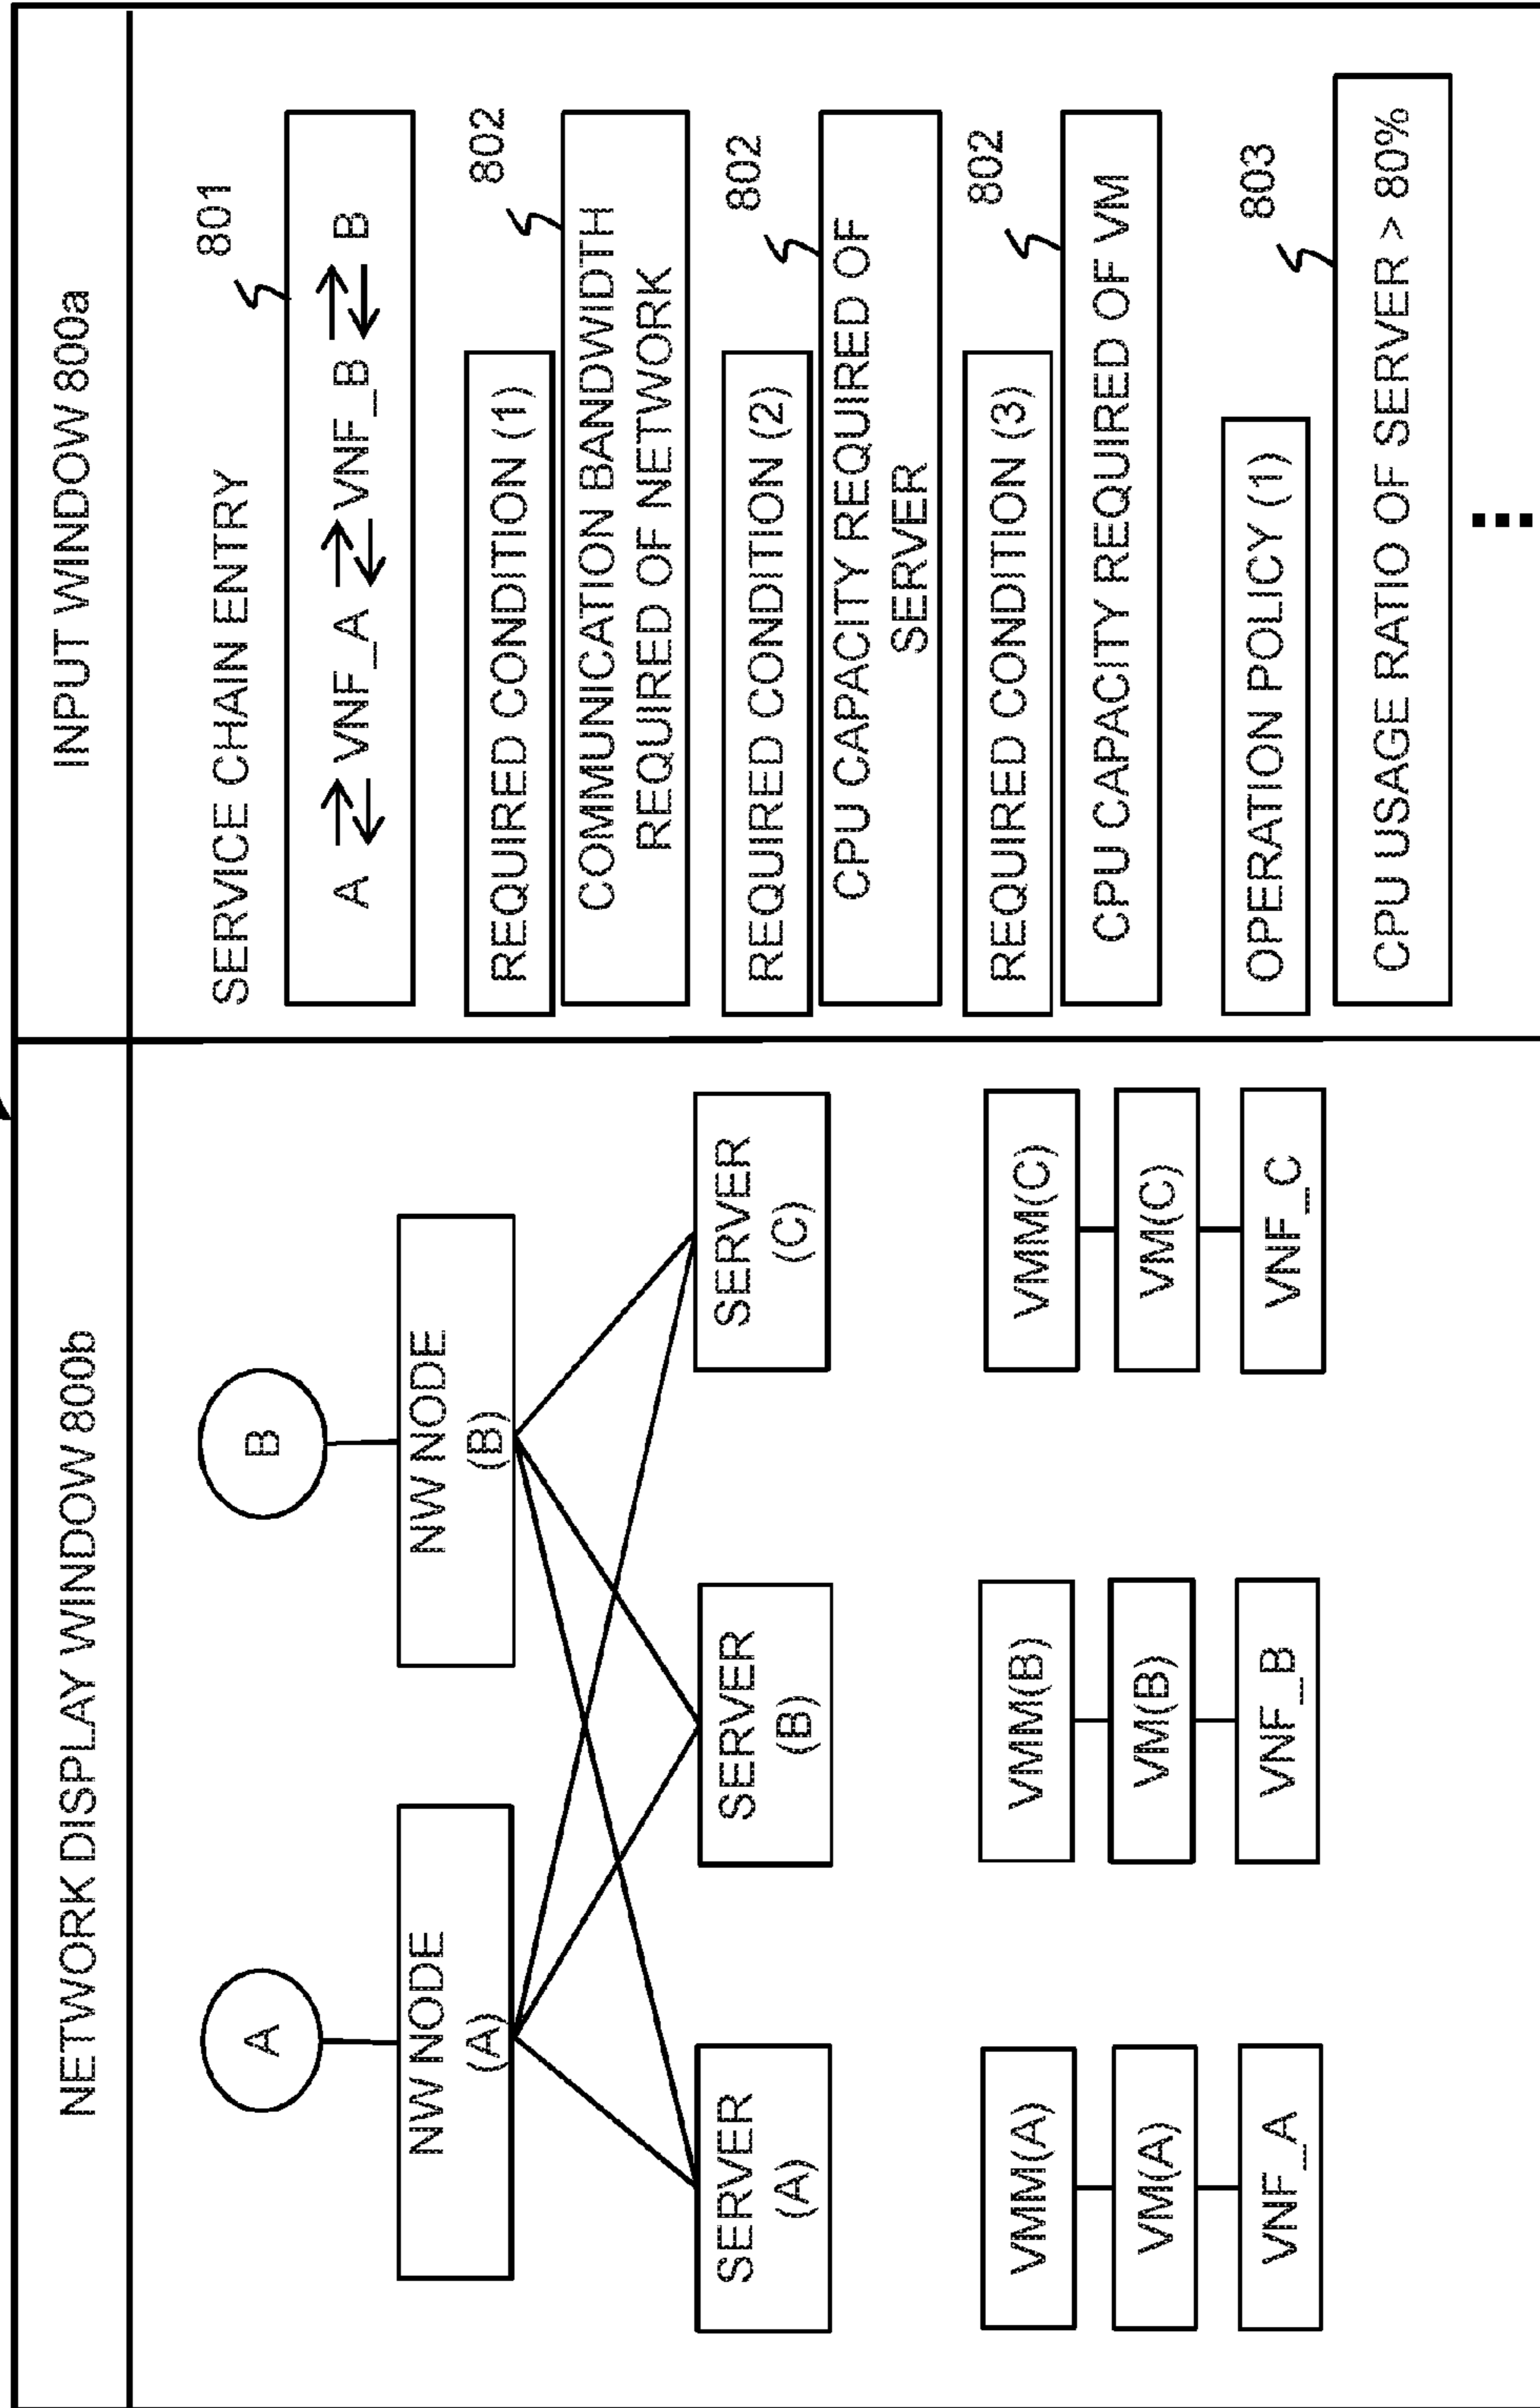 NETWORK DISPLAY WINDOW 800b
A
B
NW NODE
(A)
NW NODE
(B)
SERVER
(A)
SERVER
(B)
SERVER
(C)
VMM(A)
VMM(B)
VMM(C)
VM(A)
VM(B)
VM(C)
VNF_A
VNF_B
VNF_C
INPUT WINDOW 800a
SERVICE CHAIN ENTRY
801
A ⇄ VNF_A ⇄ VNF_B ⇄ B
REQUIRED CONDITION (1)
802
COMMUNICATION BANDWIDTH
REQUIRED OF NETWORK
REQUIRED CONDITION (2)
802
CPU CAPACITY REQUIRED OF
SERVER
REQUIRED CONDITION (3)
802
CPU CAPACITY REQUIRED OF VM
OPERATION POLICY (1)
803
CPU USAGE RATIO OF SERVER > 80%
...